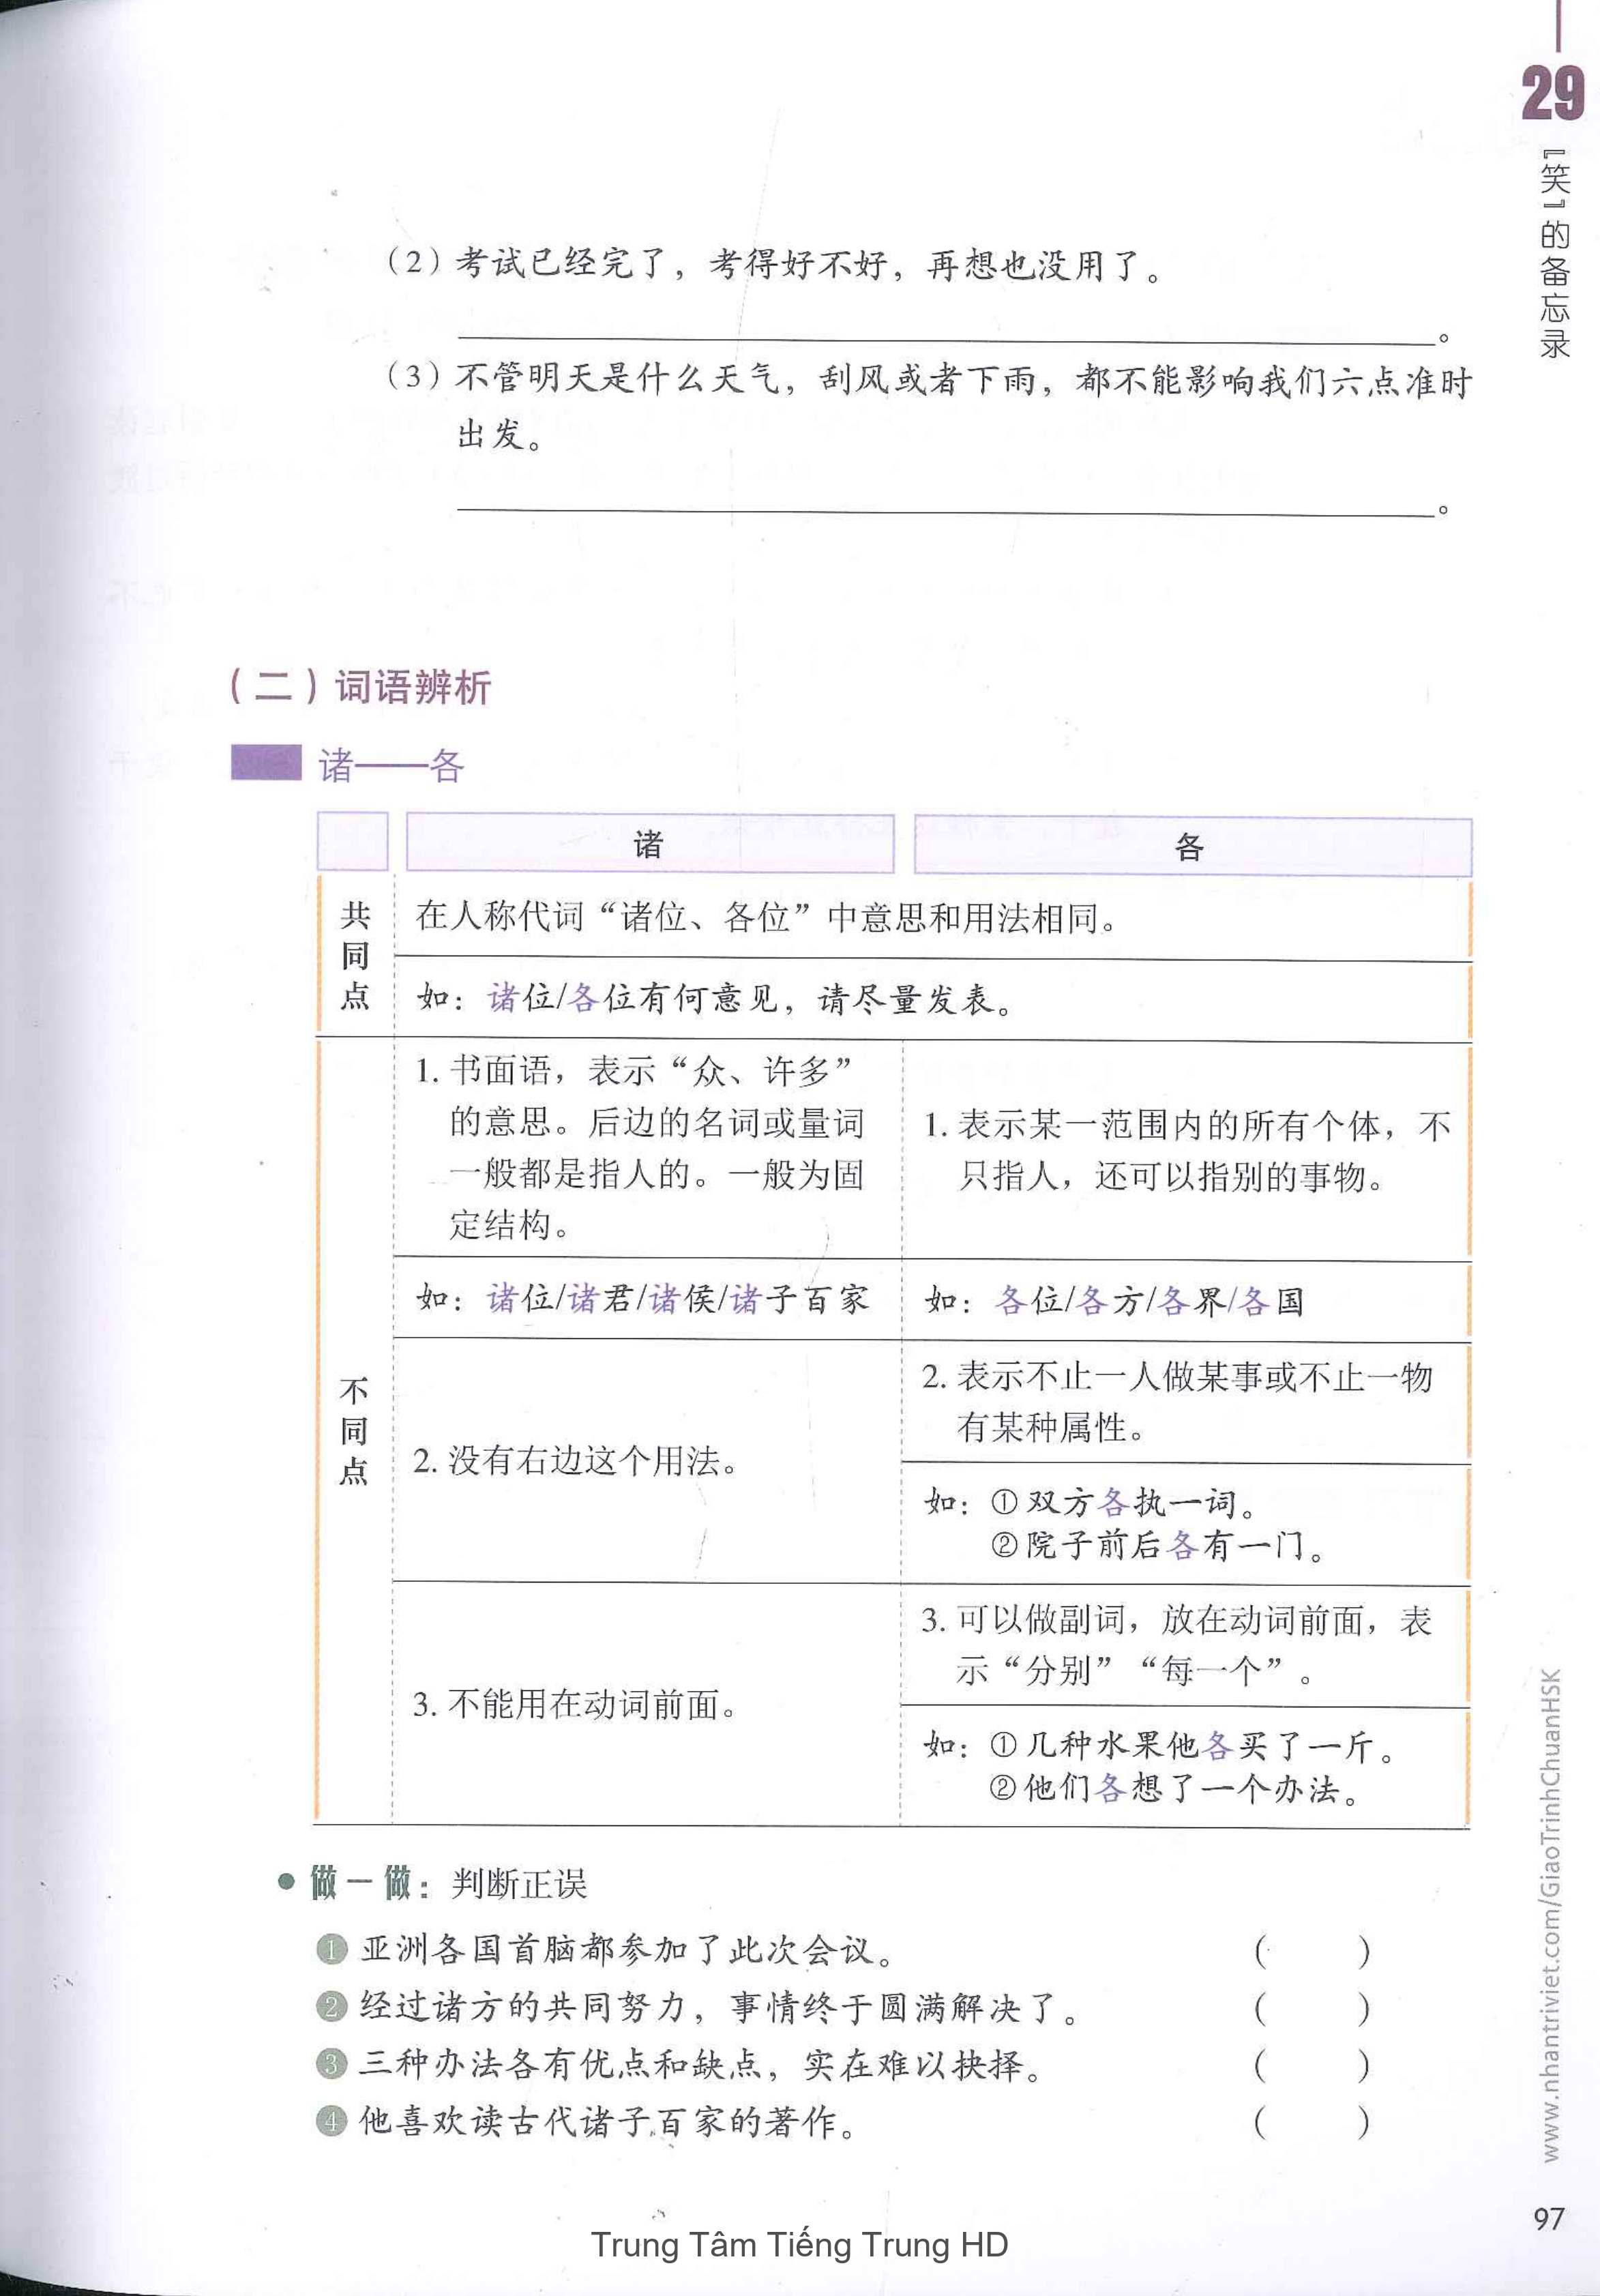 29
『笑』的备忘录
（2）考试已经完了，考得好不好，再想也没用了。
。
（3）不管明天是什么天气，刮风或者下雨，都不能影响我们六点准时
出发。
。
（二）词语辨析
诸——各
诸 各
共同点
在人称代词“诸位、各位”中意思和用法相同。
如：诸位/各位有何意见，请尽量发表。
不同点
1. 书面语，表示“众、许多”
的意思。后边的名词或量词
一般都是指人的。一般为固
定结构。
1. 表示某一范围内的所有个体，不
只指人，还可以指别的事物。
如：诸位/诸君/诸侯/诸子百家
如：各位/各方/各界/各国
2. 没有右边这个用法。
2. 表示不止一人做某事或不止一物
有某种属性。
如：①双方各执一词。
②院子前后各有一门。
3. 不能用在动词前面。
3. 可以做副词，放在动词前面，表
示“分别”“每一个”。
如：①几种水果他各买了一斤。
②他们各想了一个办法。
• 做一做：判断正误
1 亚洲各国首脑都参加了此次会议。 （ ）
2 经过诸方的共同努力，事情终于圆满解决了。 （ ）
3 三种办法各有优点和缺点，实在难以抉择。 （ ）
4 他喜欢读古代诸子百家的著作。 （ ）
www.nhantriviet.com/GiaoTrinhChuanHSK
97
Trung Tâm Tiếng Trung HD